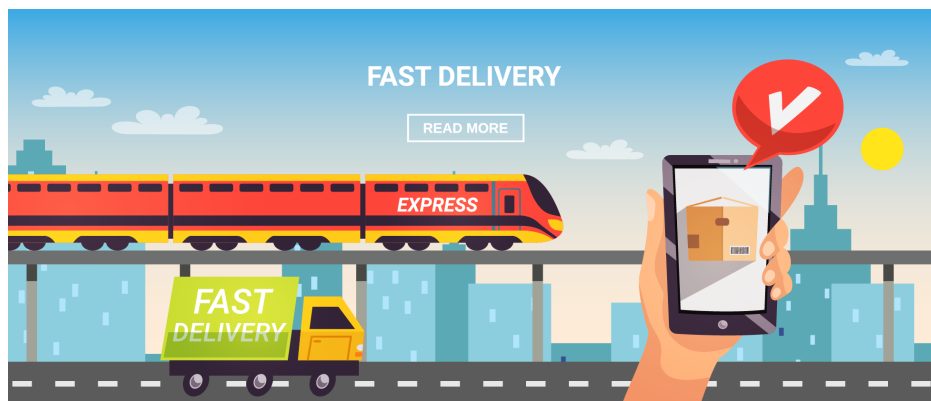 FAST DELIVERY
READ MORE
EXPRESS
FAST
DELIVERY